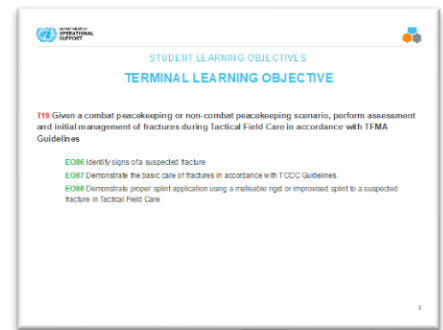 DEPARTMENT OF
OPERATIONAL
SUPPORT
STUDENT LEARNING OBJECTIVES
TERMINAL LEARNING OBJECTIVE
T19 Given a combat peacekeeping or non-combat peacekeeping scenario, perform assessment
and initial management of fractures during Tactical Field Care in accordance with TFMA
Guidelines
EO86 Identify signs of a suspected fracture
EO87 Demonstrate the basic care of fractures in accordance with TCCC Guidelines
EO88 Demonstrate proper splint application using a malleable rigid or improvised splint to a suspected
fracture in Tactical Field Care